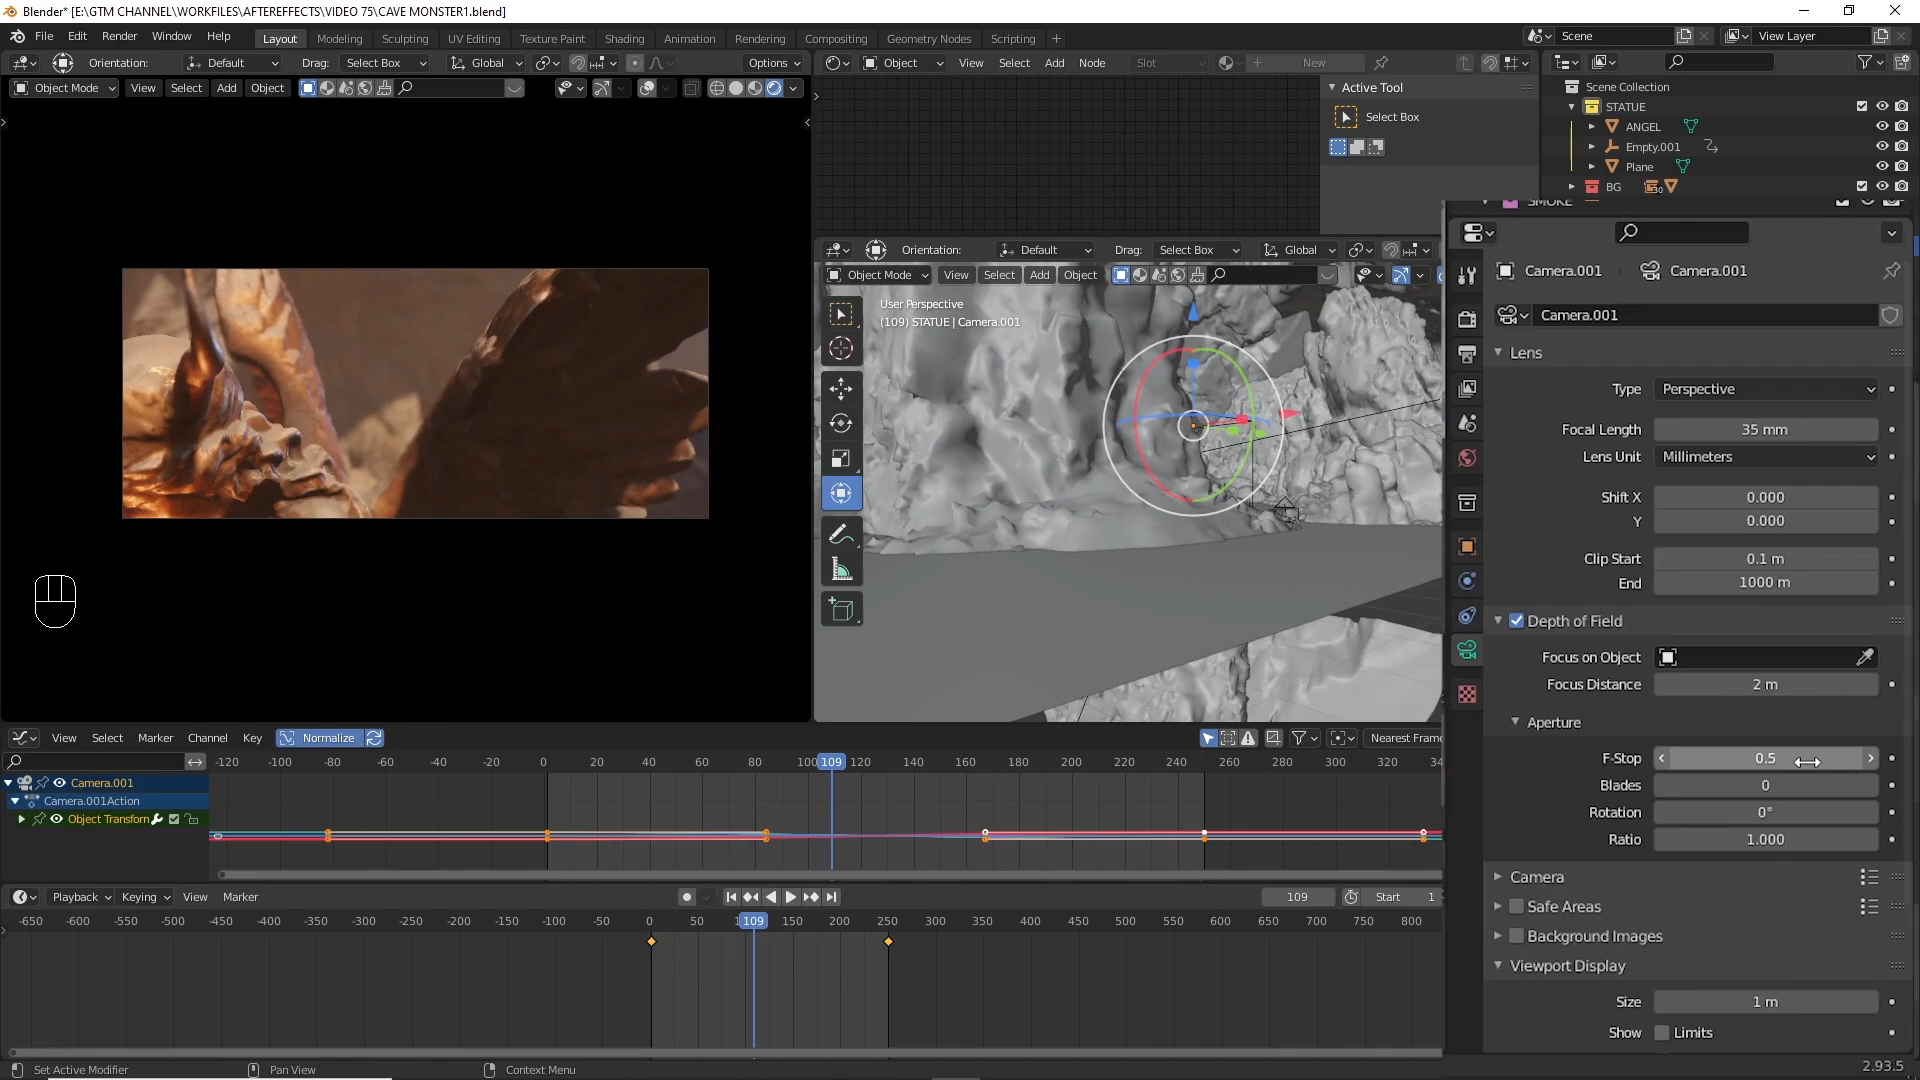 Blender* [E:\GTM CHANNEL\WORKFILES\AFTEREFFECTS\VIDEO 75\CAVE MONSTER1.blend]
File Edit Render Window Help Layout Modeling Sculpting UV Editing Texture Paint Shading Animation Rendering Compositing Geometry Nodes Scripting + Scene View Layer
Orientation: Default Drag: Select Box Global Options
Object View Select Add Node Slot New
Object Mode View Select Add Object
Active Tool
Select Box
Scene Collection
STATUE
ANGEL
Empty.001
Plane
BG 30
SMOKE
Orientation: Default Drag: Select Box Global
Object Mode View Select Add Object
User Perspective
(109) STATUE | Camera.001
Camera.001 Camera.001
Camera.001
Lens
Type Perspective
Focal Length 35 mm
Lens Unit Millimeters
Shift X 0.000
Y 0.000
Clip Start 0.1 m
End 1000 m
Depth of Field
Focus on Object
Focus Distance 2 m
Aperture
F-Stop 0.5
Blades 0
Rotation 0°
Ratio 1.000
Camera
Safe Areas
Background Images
Viewport Display
Size 1 m
Show Limits
View Select Marker Channel Key Normalize Nearest Frame
-120 -100 -80 -60 -40 -20 0 20 40 60 80 100 109 120 140 160 180 200 220 240 260 280 300 320 34
Camera.001
Camera.001Action
Object Transform
Playback Keying View Marker 109 Start 1
-650 -600 -550 -500 -450 -400 -350 -300 -250 -200 -150 -100 -50 0 50 1 109 150 200 250 300 350 400 450 500 550 600 650 700 750 800
Set Active Modifier Pan View Context Menu 2.93.5